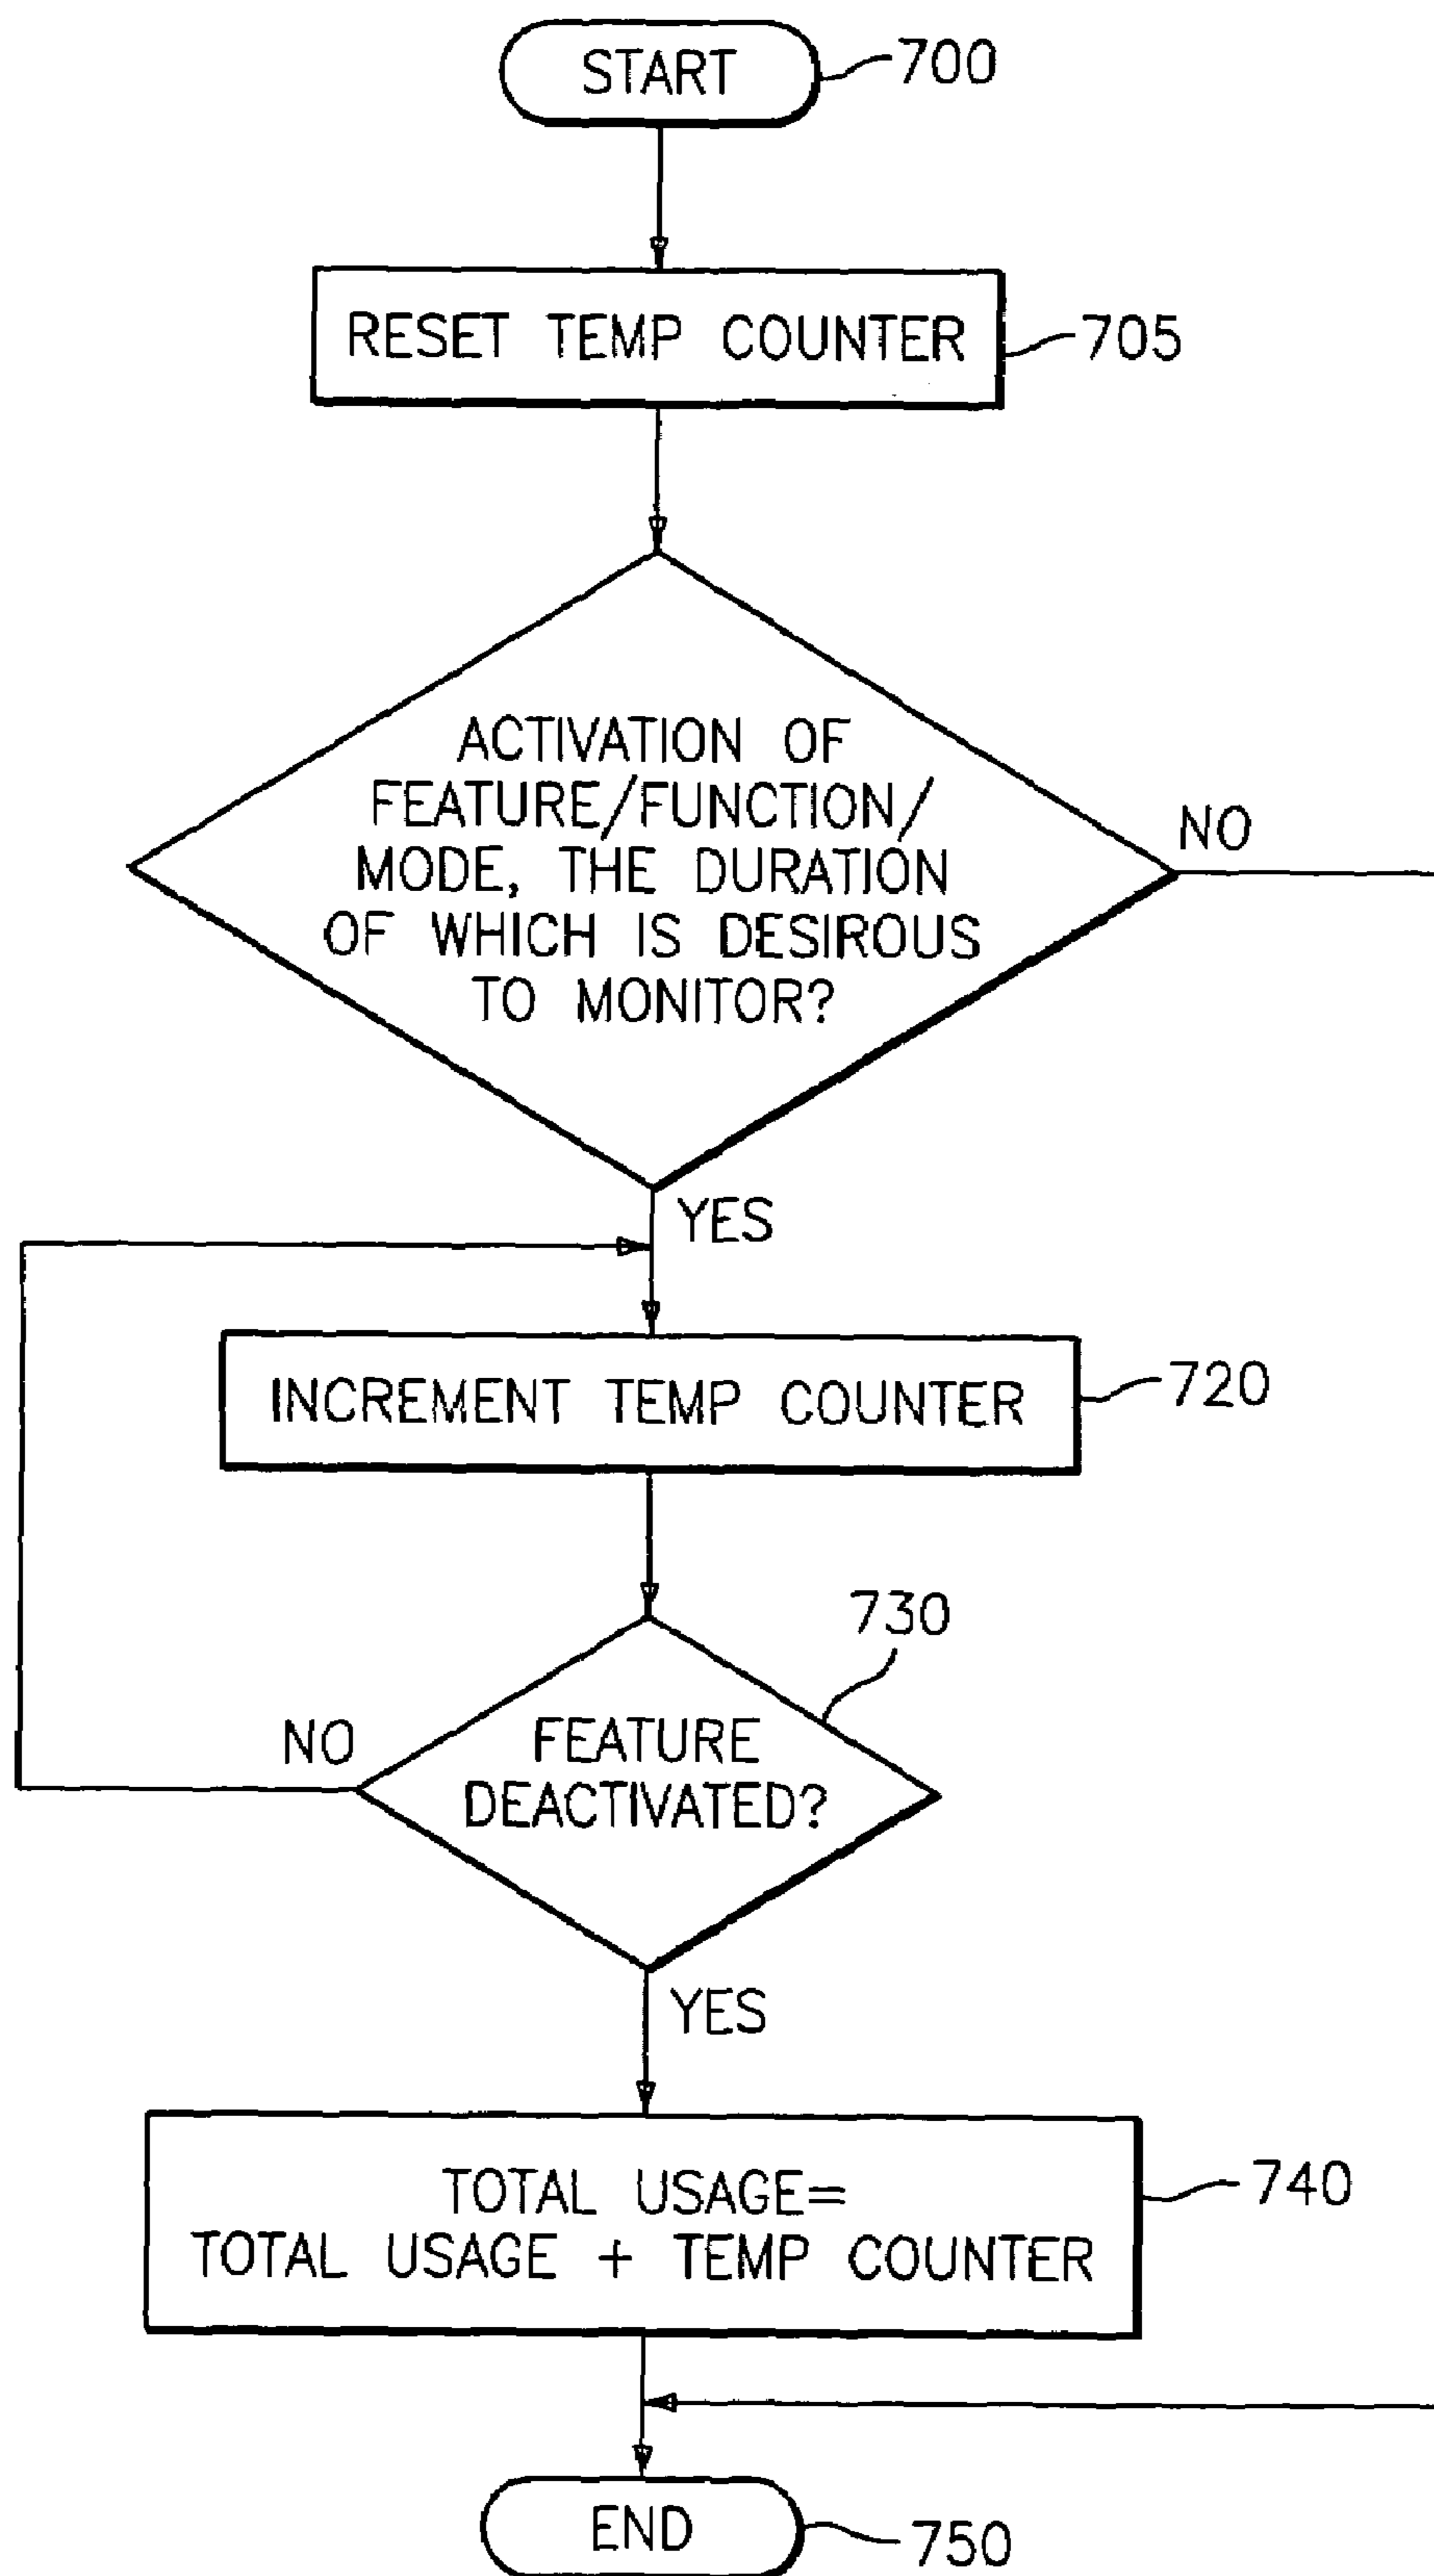 START
700
RESET TEMP COUNTER
705
ACTIVATION OF
FEATURE/FUNCTION/
MODE, THE DURATION
OF WHICH IS DESIROUS
TO MONITOR?
NO
YES
INCREMENT TEMP COUNTER
720
730
FEATURE
DEACTIVATED?
NO
YES
TOTAL USAGE=
TOTAL USAGE + TEMP COUNTER
740
END
750